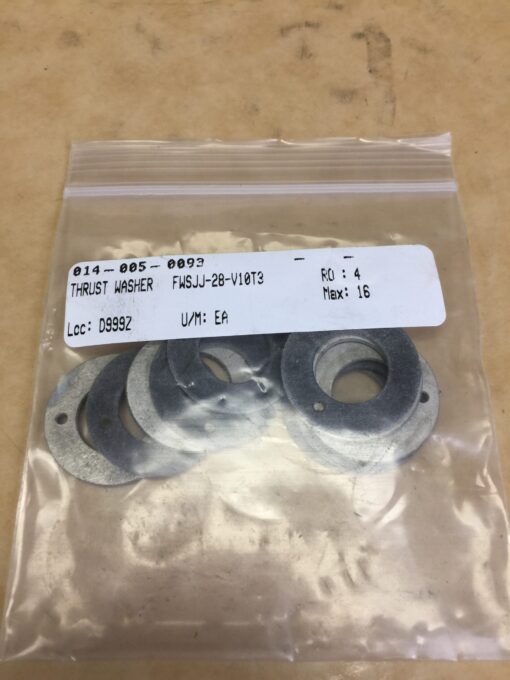 014-005-0093 - -
THRUST WASHER FWSJJ-28-V10T3 RO : 4
Max: 16
Loc: D999Z U/M: EA